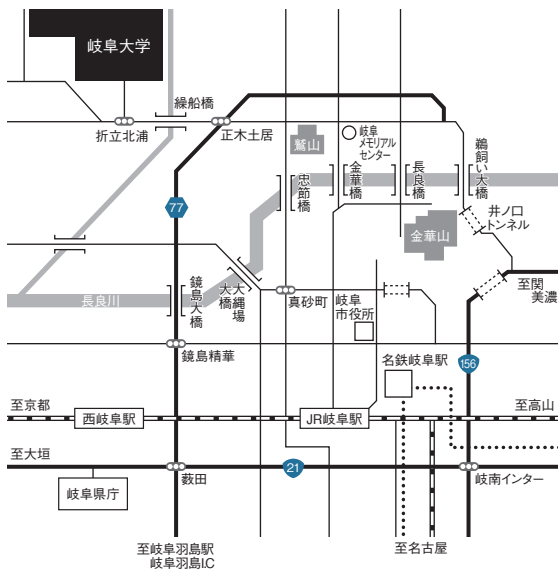 岐阜大学
繰船橋
折立北浦
正木土居
鷲山
岐阜
メモリアル
センター
忠節橋
金華橋
長良橋
鵜飼い大橋
77
井ノ口
トンネル
金華山
至関
美濃
長良川
鏡島大橋
大縄場
大橋
真砂町
岐阜
市役所
鏡島精華
名鉄岐阜駅
156
至京都
西岐阜駅
JR岐阜駅
至高山
至大垣
岐阜県庁
薮田
21
岐南インター
至岐阜羽島駅
岐阜羽島I.C
至名古屋